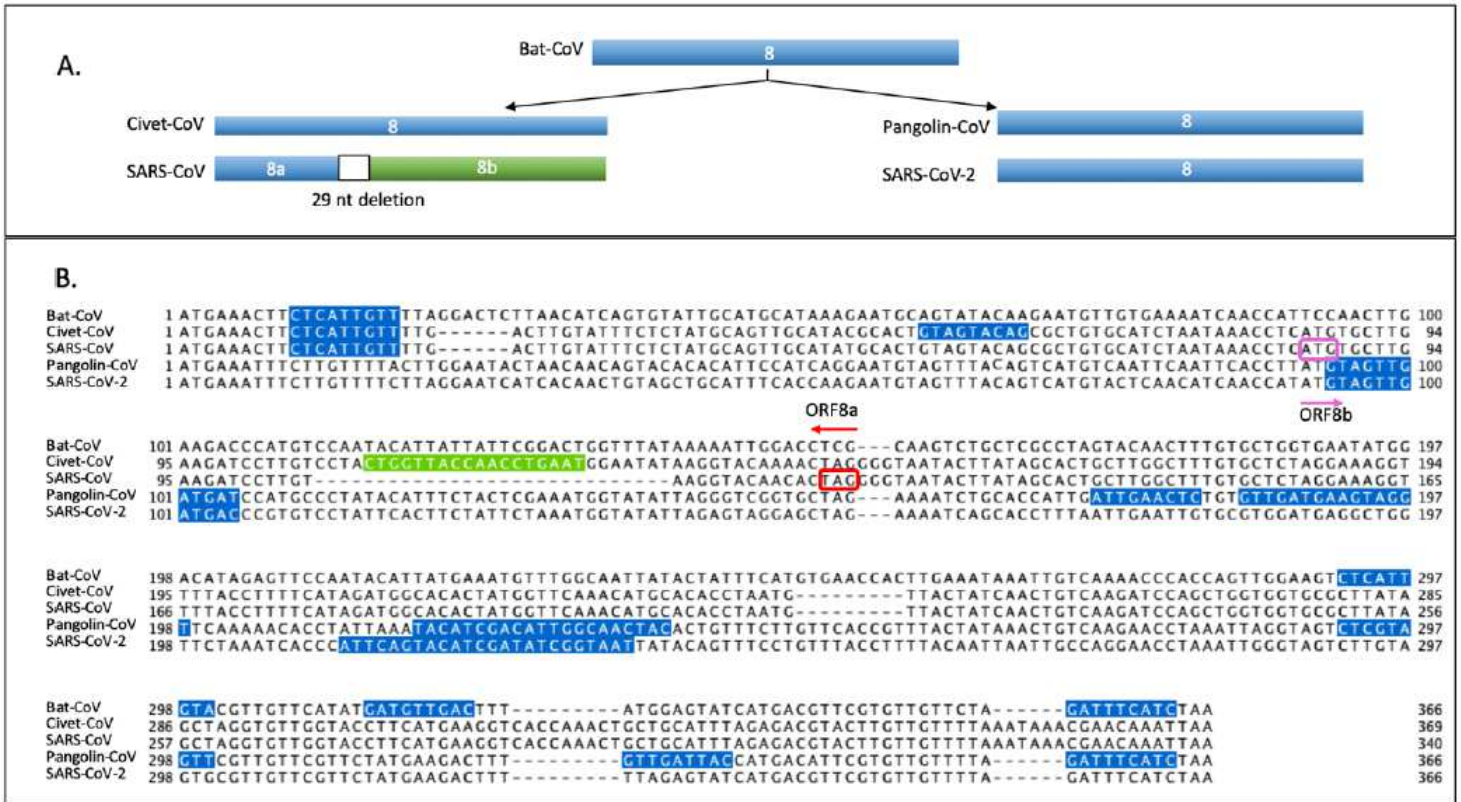 A.
Bat-CoV 8
Civet-CoV 8 Pangolin-CoV 8
SARS-CoV 8a 8b SARS-CoV-2 8
29 nt deletion
B.
Bat-CoV 1 ATGAAACTTCTCATTGTTTTAGGACTCTTAACATCAGTGTATTGCATGCATAAAGAATGCAGTATACAAGAATGTTGTGAAAATCAACCATTCCAACTTG 100
Civet-CoV 1 ATGAAACTTCTCATTGTTTTG------ACTTGTATTTCTCTATGCAGTTGCATACGCACTGTAGTACAGCGCTGTGCATCTAATAAACCTCATGTGCTTG 94
SARS-CoV 1 ATGAAACTTCTCATTGTTTTG------ACTTGTATTTCTCTATGCAGTTGCATATGCACTGTAGTACAGCGCTGTGCATCTAATAAACCTCATGTGCTTG 94
Pangolin-CoV 1 ATGAAATTTCTTGTTTTACTTGGAATACTAACAACAGTAGCACACATTCCATCAGGAATGTAGTTTACAGTCATGTCAATTCAATTCACCTTATGTAGTTG 100
SARS-CoV-2 1 ATGAAATTTCTTGTTTTCTTAGGAATCATCACAACTGTAGCTGCATTTCACCAAGAATGTAGTTTACAGTCATGTACTCAACATCAACCATATGTAGTTG 100
ORF8a ORF8b
Bat-CoV 101 AAGACCCATGTCCAATACATTATTATTCGGACTGGTTTATAAAAATTGGACCTCG---CAAGTCTGCTCGCCTAGTACAACTTTGTGCTGGTGAATATGG 197
Civet-CoV 95 AAGATCCTTGTCCTACTGGTTACCAACCTGAATGGAATATAAGGTACAAAACTAGGGGTAATACTTATAGCACTGCTTGGCTTTGTGCTCTAGGAAAGGT 194
SARS-CoV 95 AAGATCCTTGT-----------------------------AAGGTACAACACTAGGGGTAATACTTATAGCACTGCTTGGCTTTGTGCTCTAGGAAAGGT 165
Pangolin-CoV 101 ATGATCCATGCCCTATACATTTCTACTCGAAATGGTATATTAGGGTCGGTGCTAG---AAAATCTGCACCATTGATTGAACTCTGTGTTGATGAAGTAGG 197
SARS-CoV-2 101 ATGACCCGTGTCCTATTCACTTCTATTCTAAATGGTATATTAGAGTAGGAGCTAG---AAAATCAGCACCTTTAATTGAATTGTGCGTGGATGAGGCTGG 197
Bat-CoV 198 ACATAGAGTTCCAATACATTATGAAATGTTTGGCAATTATACTATTTCATGTGAACCACTTGAAATAAATTGTCAAAACCCACCAGTTGGAAGTCTCATT 297
Civet-CoV 195 TTTACCTTTTCATAGATGGCACACTATGGTTCAAACATGCACACCTAATG---------TTACTATCAACTGTCAAGATCCAGCTGGTGGTGCGCTTATA 285
SARS-CoV 166 TTTACCTTTTCATAGATGGCACACTATGGTTCAAACATGCACACCTAATG---------TTACTATCAACTGTCAAGATCCAGCTGGTGGTGCGCTTATA 256
Pangolin-CoV 198 TTCAAAAACACCTATTAAATACATCGACATTGGCAACTACACTGTTTCTTGTTCACCGTTTACTATAAACTGTCAAGAACCTAAATTAGGTAGTCTCGTA 297
SARS-CoV-2 198 TTCTAAATCACCCATTCAGTACATCGATATCGGTAATTATACAGTTTCCTGTTTACCTTTTACAATTAATTGCCAGGAACCTAAATTGGGTAGTCTTGTA 297
Bat-CoV 298 GTACGTTGTTCATATGATGTTGACTTT---------ATGGAGTATCATGACGTTCGTGTTGTTCTA------GATTTCATCTAA 366
Civet-CoV 286 GCTAGGTGTTGGTACCTTCATGAAGGTCACCAAACTGCTGCATTTAGAGACGTACTTGTTGTTTTAAATAAACGAACAAATTAA 369
SARS-CoV 257 GCTAGGTGTTGGTACCTTCATGAAGGTCACCAAACTGCTGCATTTAGAGACGTACTTGTTGTTTTAAATAAACGAACAAATTAA 340
Pangolin-CoV 298 GTTCGTTGTTCGTTCTATGAAGACTTT---------GTTGATTAGCATGACATTCGTGTTGTTTTA------GATTTCATCTAA 366
SARS-CoV-2 298 GTGCGTTGTTCGTTCTATGAAGACTTT---------TTAGAGTATCATGACGTTCGTGTTGTTTTA------GATTTCATCTAA 366